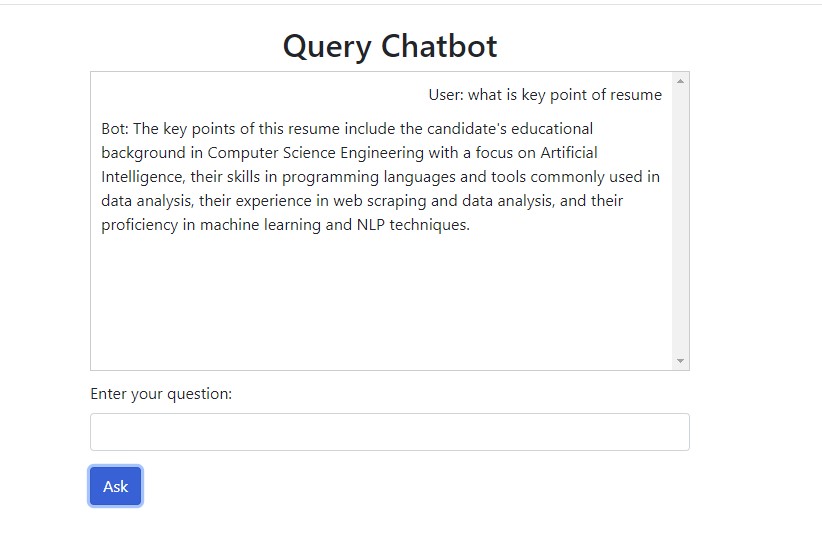 Query Chatbot
User: what is key point of resume
Bot: The key points of this resume include the candidate's educational
background in Computer Science Engineering with a focus on Artificial
Intelligence, their skills in programming languages and tools commonly used in
data analysis, their experience in web scraping and data analysis, and their
proficiency in machine learning and NLP techniques.
Enter your question:
Ask